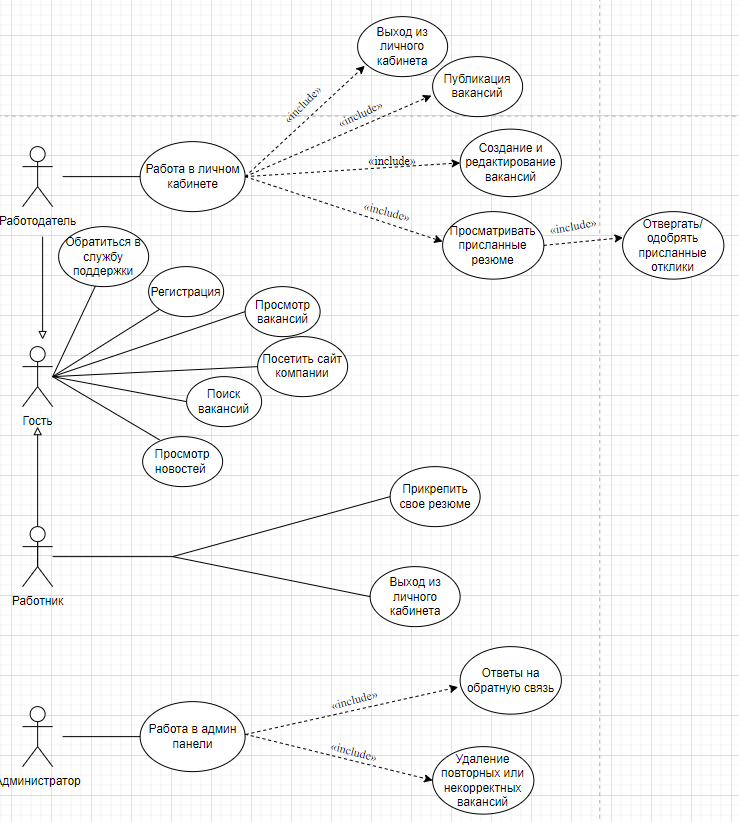 Выход из
личного
кабинета
«include»
Публикация
вакансий
«include»
Работа в личном
кабинете
«include»
Создание и
редактирование
вакансий
Работодатель
«include»
Просматривать
присланные
резюме
«include»
Отвергать/
одобрять
присланные
отклики
Обратиться в
службу
поддержки
Регистрация
Просмотр
вакансий
Посетить сайт
компании
Поиск
вакансий
Гость
Просмотр
новостей
Прикрепить
свое резюме
Выход из
личного
кабинета
Работник
Ответы на
обратную связь
«include»
Работа в админ
панели
«include»
Удаление
повторных или
некорректных
вакансий
Администратор